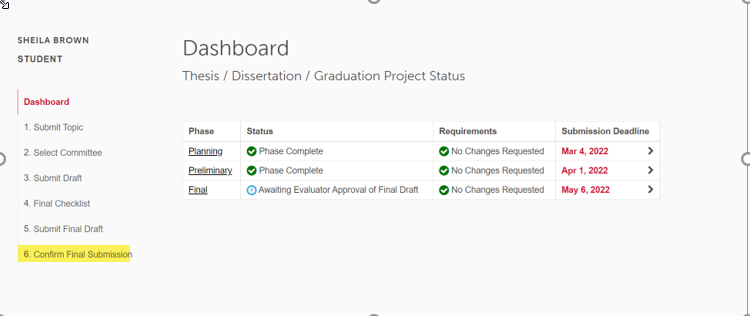 SHEILA BROWN
STUDENT
Dashboard
1. Submit Topic
2. Select Committee
3. Submit Draft
4. Final Checklist
5. Submit Final Draft
6. Confirm Final Submission
Dashboard
Thesis / Dissertation / Graduation Project Status
Phase Status Requirements Submission Deadline
Planning Phase Complete No Changes Requested Mar 4, 2022
Preliminary Phase Complete No Changes Requested Apr 1, 2022
Final Awaiting Evaluator Approval of Final Draft No Changes Requested May 6, 2022